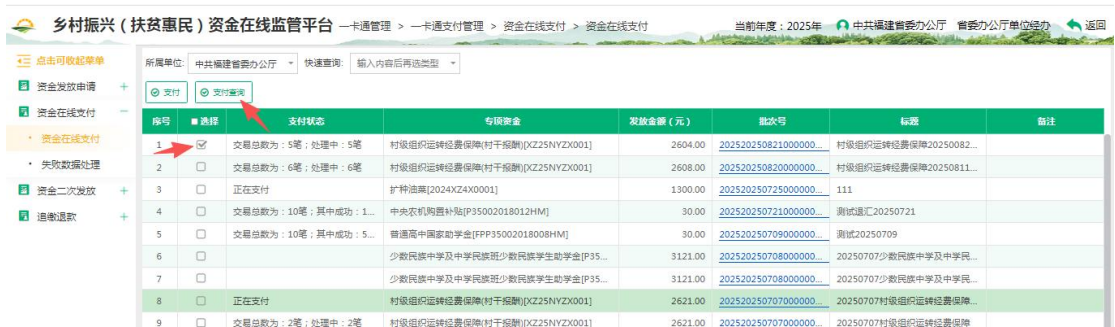 乡村振兴（扶贫惠民）资金在线监管平台 一卡通管理 > 一卡通支付管理 > 资金在线支付 > 资金在线支付 当前年度：2025年 中共福建省委办公厅 省委办公厅单位经办 返回
点击可收起菜单
资金发放申请 +
资金在线支付 −
• 资金在线支付
• 失败数据处理
资金二次发放 +
追缴退款 +
所属单位: 中共福建省委办公厅 快速查询: 输入内容后再选类型
支付 支付查询
序号 选择 支付状态 专项资金 发放金额（元） 批次号 标题 备注
1 交易总数为：5笔；处理中：5笔 村级组织运转经费保障(村干报酬)[XZ25NYZX001] 2604.00 202520250821000000... 村级组织运转经费保障20250082...
2 交易总数为：6笔；处理中：6笔 村级组织运转经费保障(村干报酬)[XZ25NYZX001] 2608.00 202520250820000000... 村级组织运转经费保障20250811...
3 正在支付 扩种油菜[2024XZ4X0001] 1300.00 202520250725000000... 111
4 交易总数为：10笔；其中成功：1... 中央农机购置补贴[P35002018012HM] 30.00 202520250721000000... 测试退汇20250721
5 交易总数为：10笔；其中成功：5... 普通高中国家助学金[FPP35002018008HM] 30.00 202520250709000000... 测试20250709
6 少数民族中学及中学民族班少数民族学生助学金[P35... 3121.00 202520250708000000... 20250707少数民族中学及中学民...
7 少数民族中学及中学民族班少数民族学生助学金[P35... 3121.00 202520250708000000... 20250707少数民族中学及中学民...
8 正在支付 村级组织运转经费保障(村干报酬)[XZ25NYZX001] 2621.00 202520250707000000... 20250707村级组织运转经费保障...
9 交易总数为：2笔；处理中：2笔 村级组织运转经费保障(村干报酬)[XZ25NYZX001] 2621.00 202520250707000000... 20250707村级组织运转经费保障